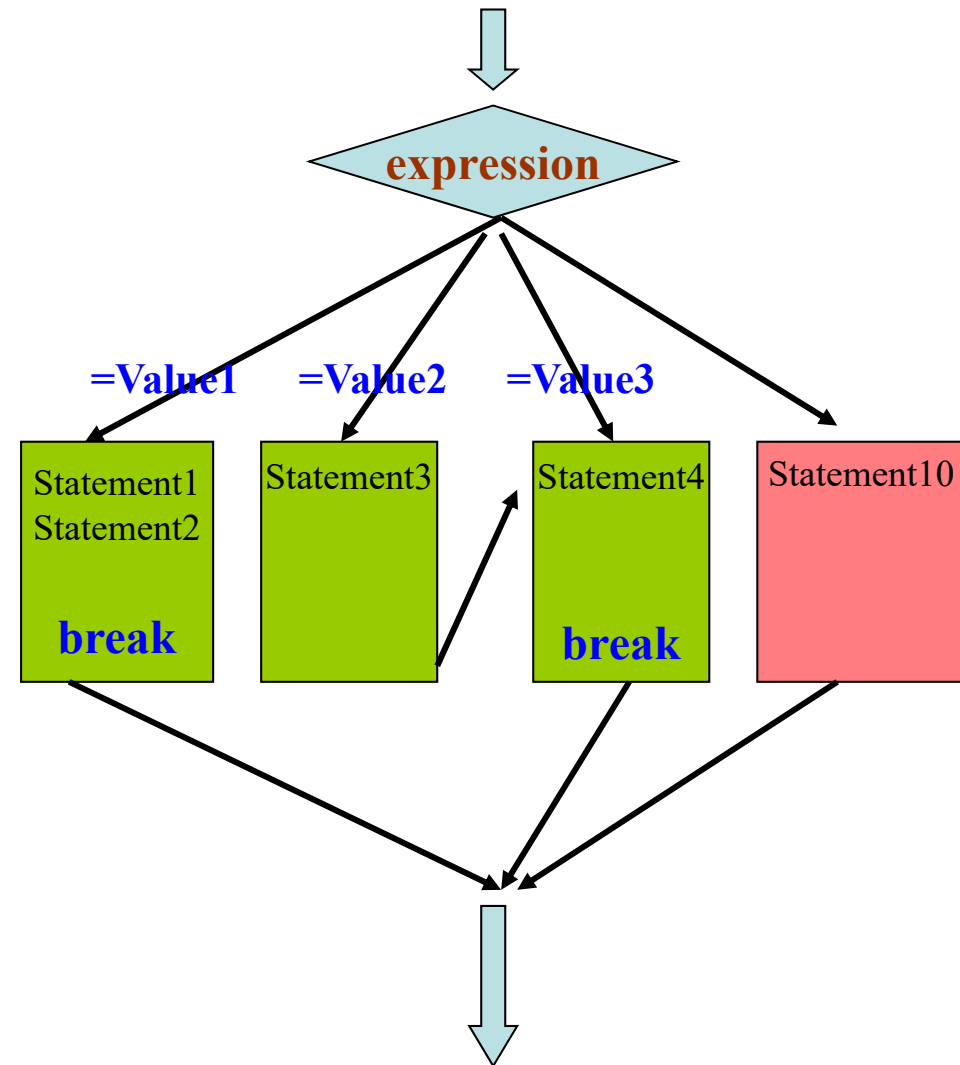 expression
=Value1
=Value2
=Value3
Statement1
Statement2
break
Statement3
Statement4
break
Statement10